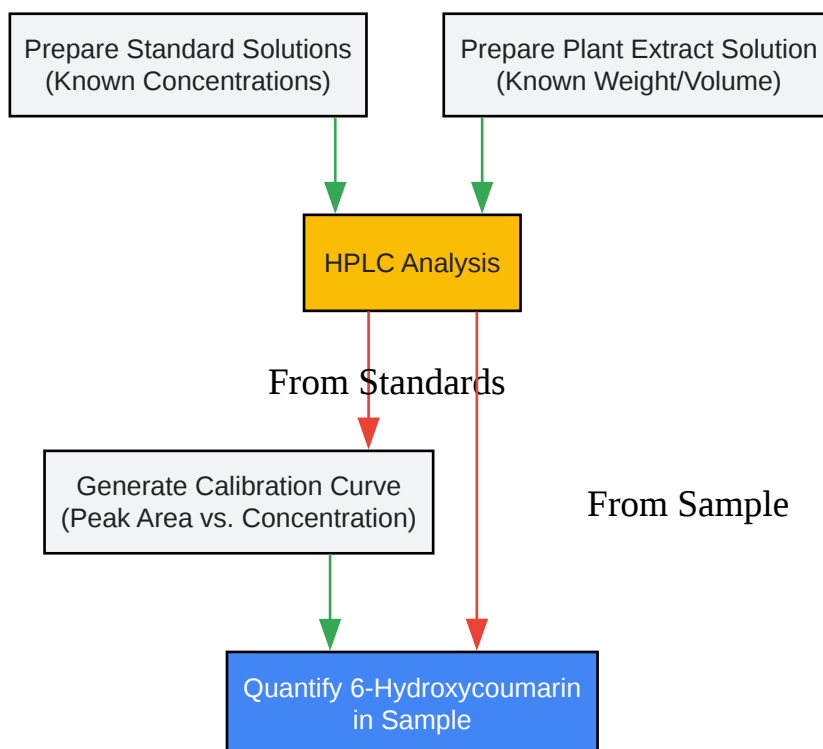 Prepare Standard Solutions
(Known Concentrations)
Prepare Plant Extract Solution
(Known Weight/Volume)
HPLC Analysis
From Standards
Generate Calibration Curve
(Peak Area vs. Concentration)
From Sample
Quantify 6-Hydroxycoumarin
in Sample